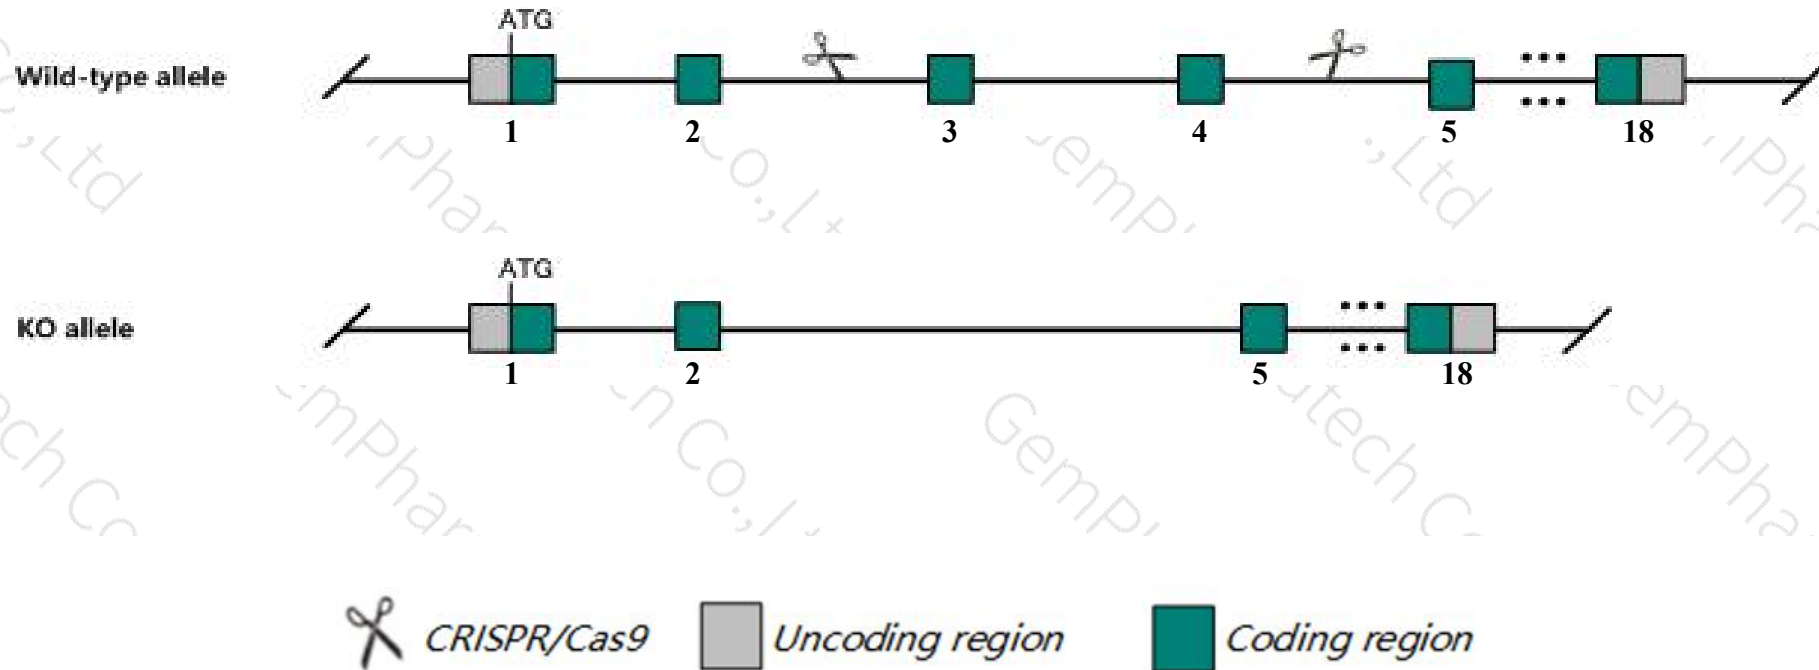 ATG
Wild-type allele
1 2 3 4 5 18
ATG
KO allele
1 2 5 18
CRISPR/Cas9 Uncoding region Coding region